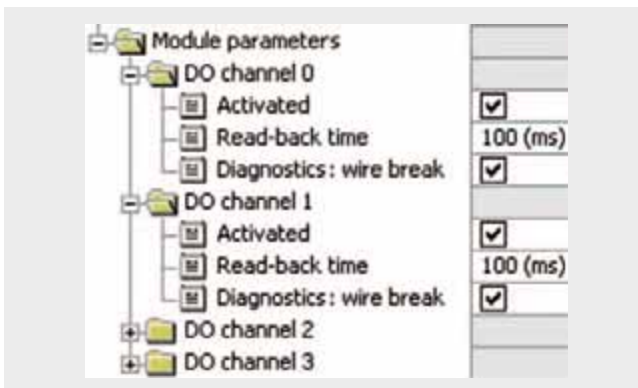 Module parameters
DO channel 0
Activated
Read-back time 100 (ms)
Diagnostics: wire break
DO channel 1
Activated
Read-back time 100 (ms)
Diagnostics: wire break
DO channel 2
DO channel 3